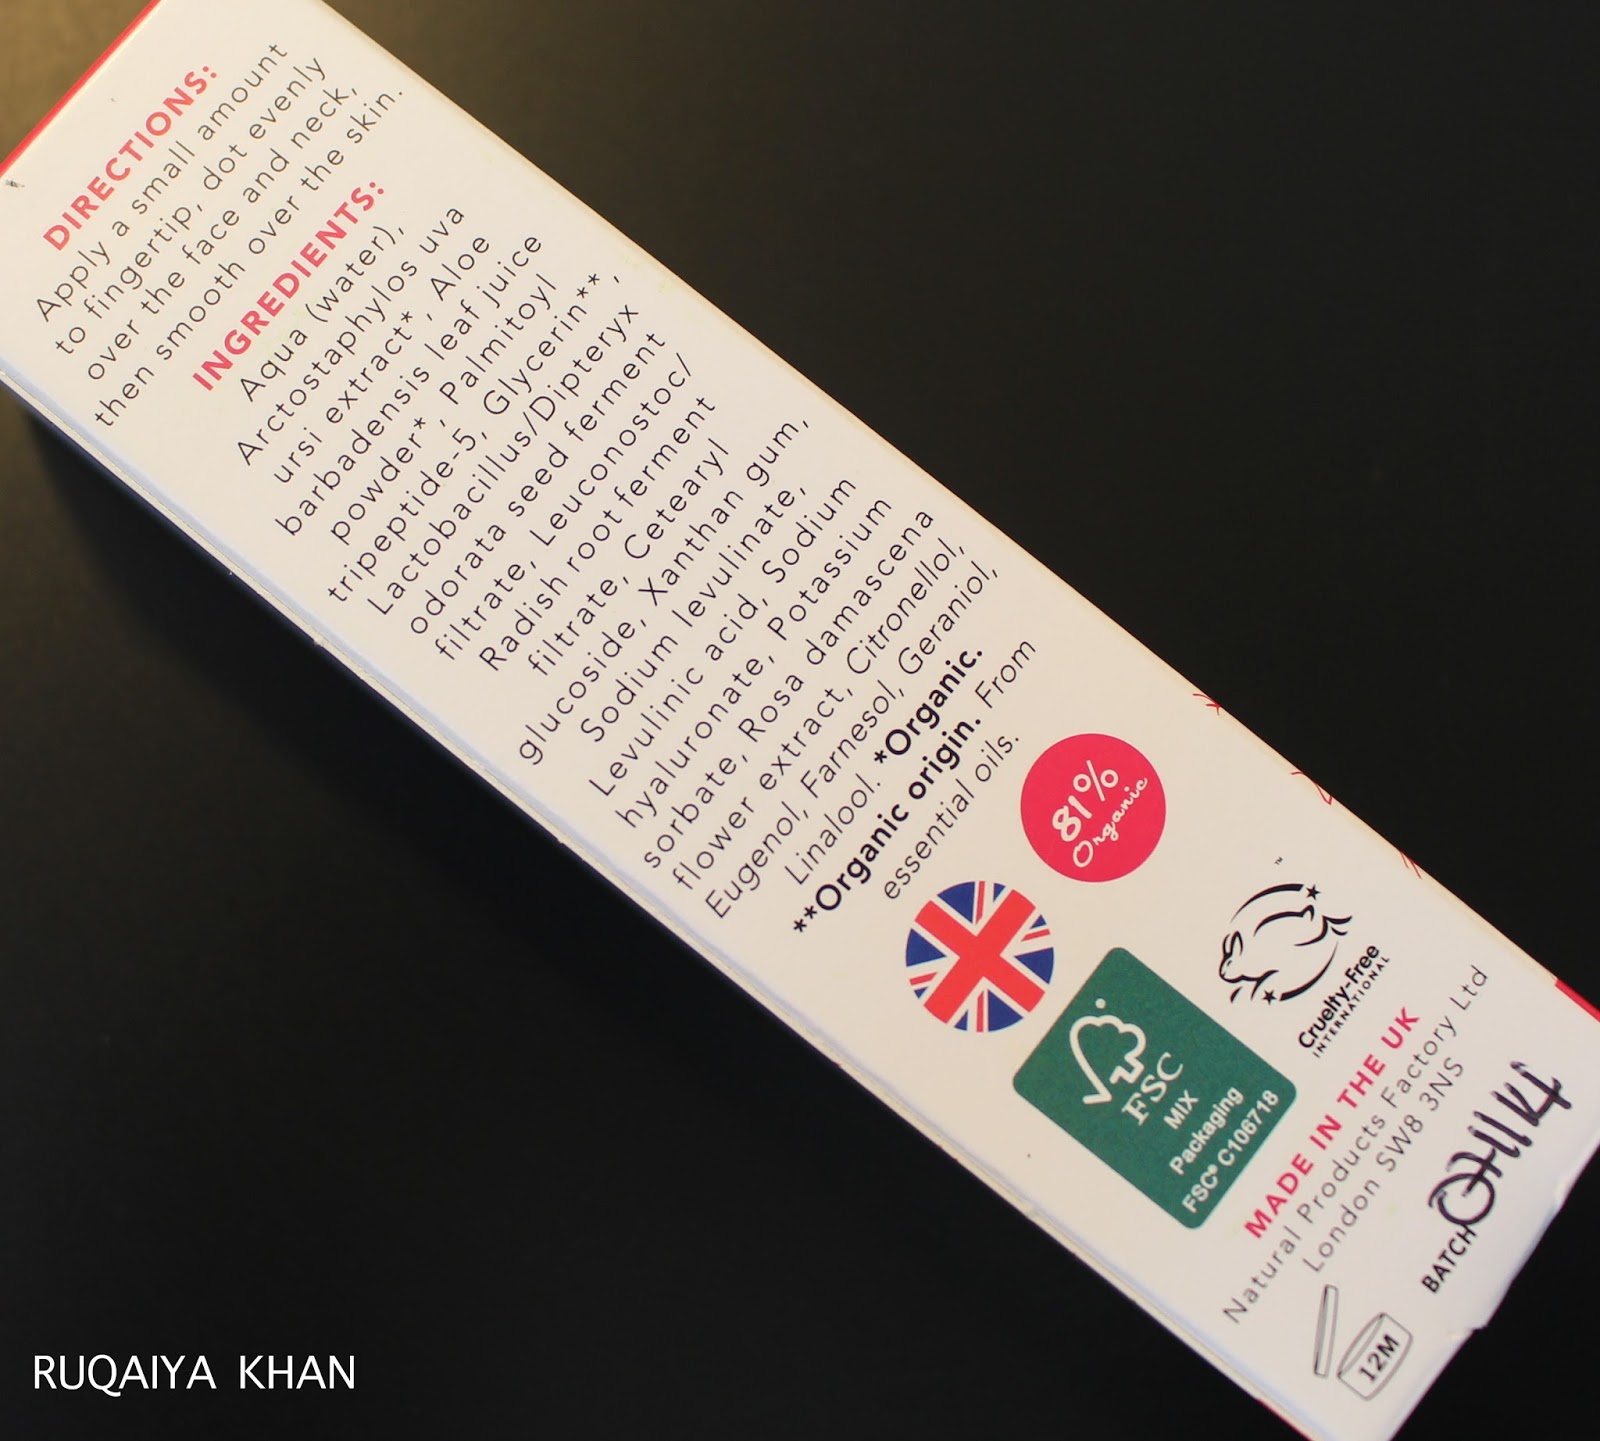 DIRECTIONS:
Apply a small amount
to fingertip, dot evenly
over the face and neck,
then smooth over the skin.
INGREDIENTS:
Aqua (water),
Arctostaphylos uva
ursi extract*, Aloe
barbadensis leaf juice
powder*, Palmitoyl
tripeptide-5, Glycerin**,
Lactobacillus/Dipteryx
odorata seed ferment
filtrate, Leuconostoc/
Radish root ferment
filtrate, Cetearyl
glucoside, Xanthan gum,
Sodium levulinate,
Levulinic acid, Sodium
hyaluronate, Potassium
sorbate, Rosa damascena
flower extract, Citronellol,
Eugenol, Farnesol, Geraniol,
Linalool. *Organic.
**Organic origin. From
essential oils.
81%
Organic
FSC
MIX
Packaging
FSC® C106718
™
Cruelty-Free
INTERNATIONAL
MADE IN THE UK
Natural Products Factory Ltd
London SW8 3NS
BATCH
12M
RUQAIYA KHAN